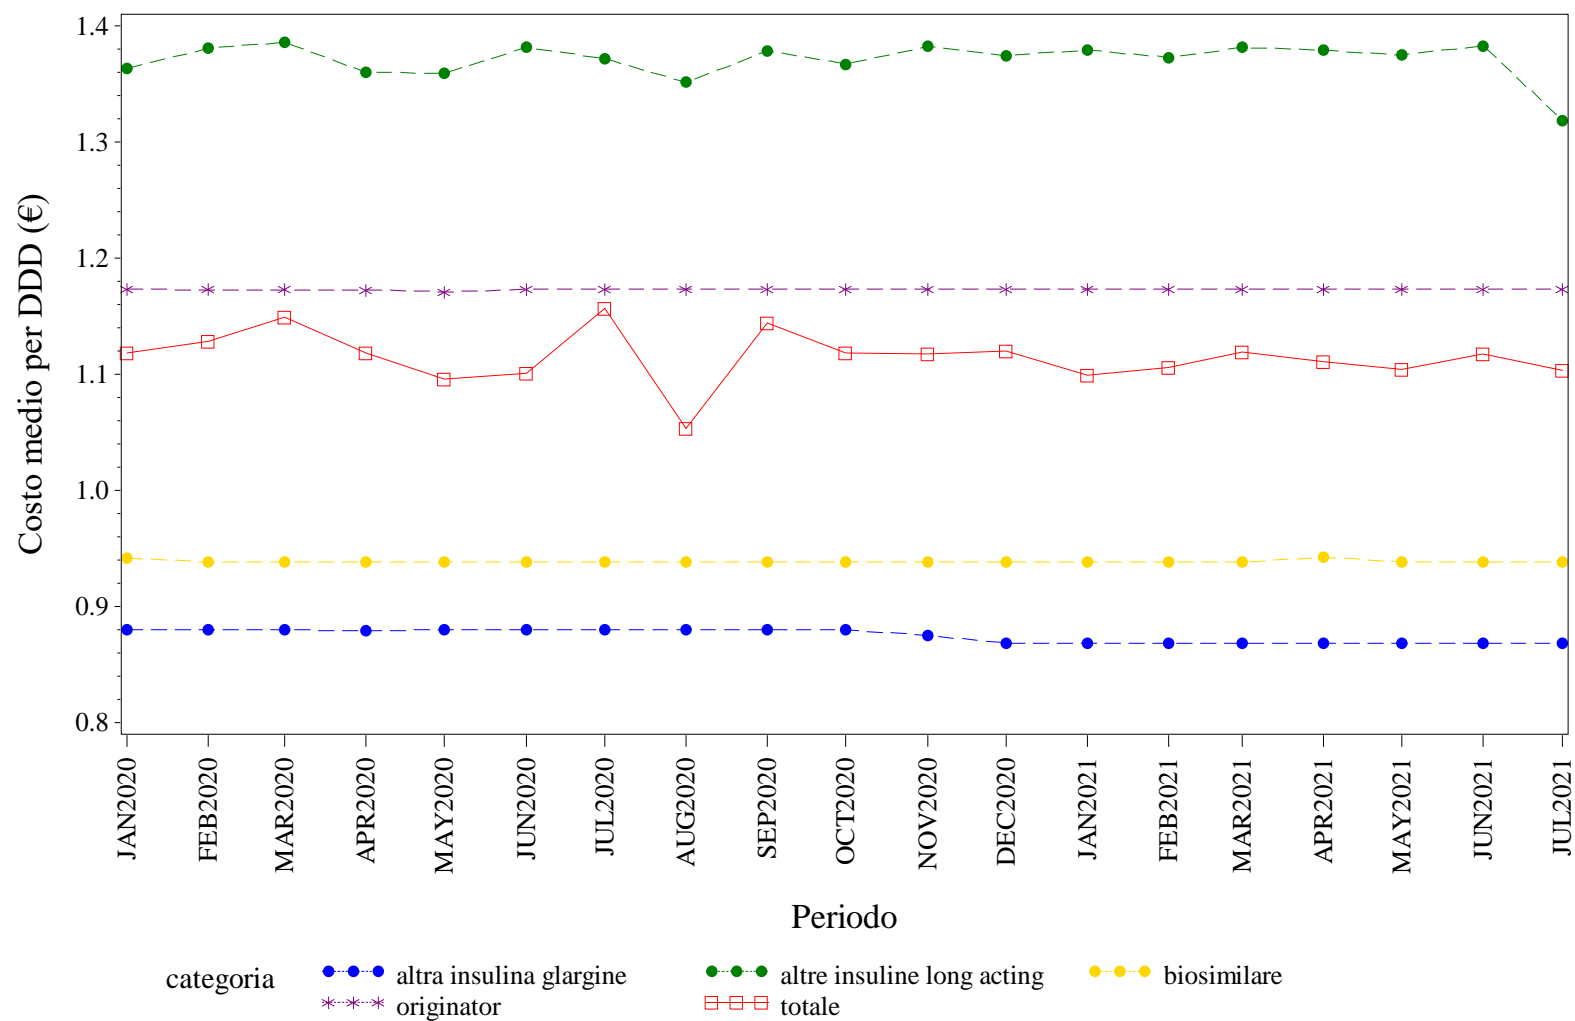 Costo medio per DDD (€)
1.4
1.3
1.2
1.1
1.0
0.9
0.8
JAN2020
FEB2020
MAR2020
APR2020
MAY2020
JUN2020
JUL2020
AUG2020
SEP2020
OCT2020
NOV2020
DEC2020
JAN2021
FEB2021
MAR2021
APR2021
MAY2021
JUN2021
JUL2021
Periodo
categoria
altra insulina glargine
altre insuline long acting
biosimilare
originator
totale